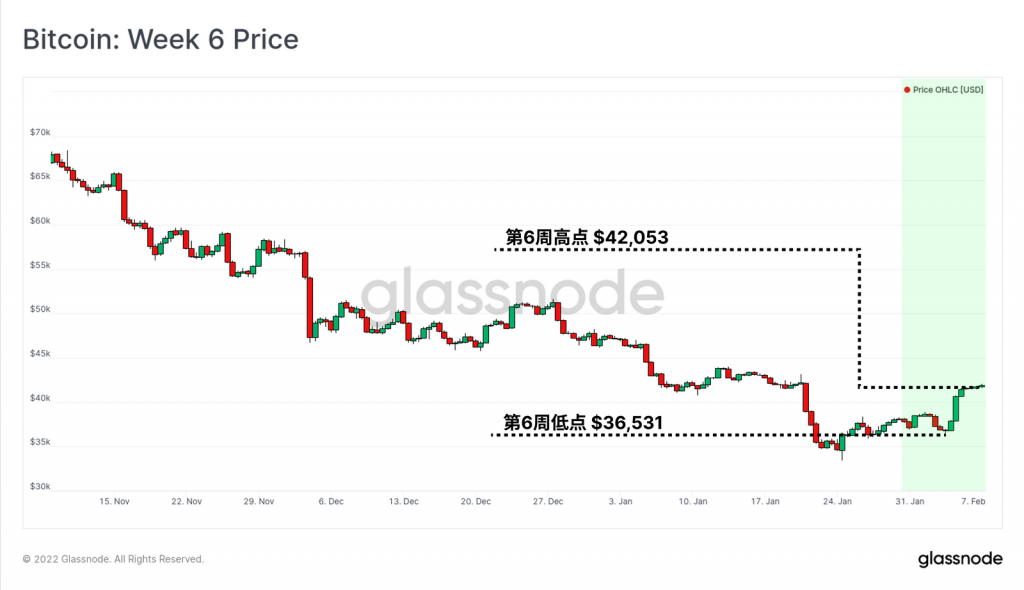 Bitcoin: Week 6 Price
Price OHLC [USD]
$70k
$65k
$60k
第6周高点 $42,053
$55k
glassnode
$50k
$45k
$40k
第6周低点 $36,531
$35k
$30k
15. Nov 22. Nov 29. Nov 6. Dec 13. Dec 20. Dec 27. Dec 3. Jan 10. Jan 17. Jan 24. Jan 31. Jan 7. Feb
© 2022 Glassnode. All Rights Reserved.
glassnode